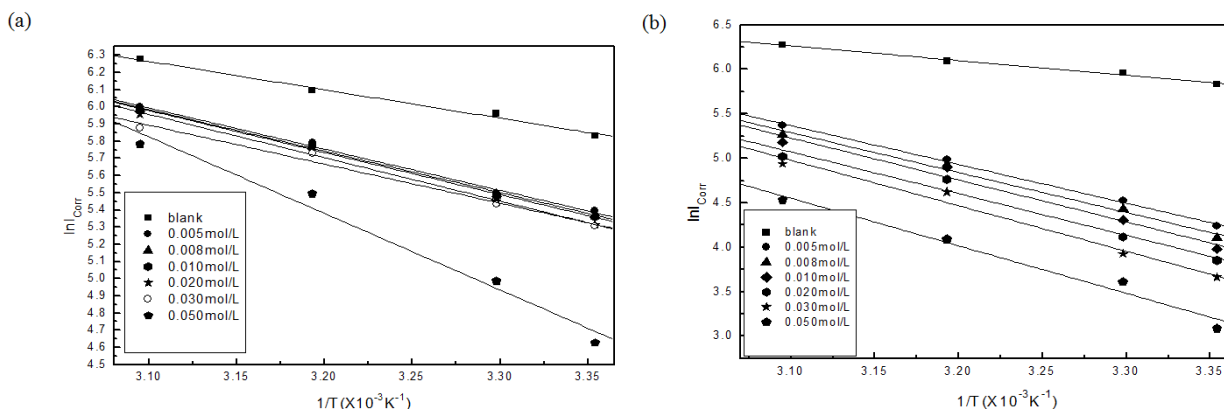 (a)
6.3
6.2
6.1
6.0
5.9
5.8
5.7
5.6
5.5
5.4
5.3
5.2
5.1
5.0
4.9
4.8
4.7
4.6
4.5
lnI Corr
blank
0.005mol/L
0.008mol/L
0.010mol/L
0.020mol/L
0.030mol/L
0.050mol/L
3.10 3.15 3.20 3.25 3.30 3.35
1/T (X10⁻³K⁻¹)
(b)
6.5
6.0
5.5
5.0
4.5
4.0
3.5
3.0
lnI Corr
blank
0.005mol/L
0.008mol/L
0.010mol/L
0.020mol/L
0.030mol/L
0.050mol/L
3.10 3.15 3.20 3.25 3.30 3.35
1/T (X10⁻³K⁻¹)